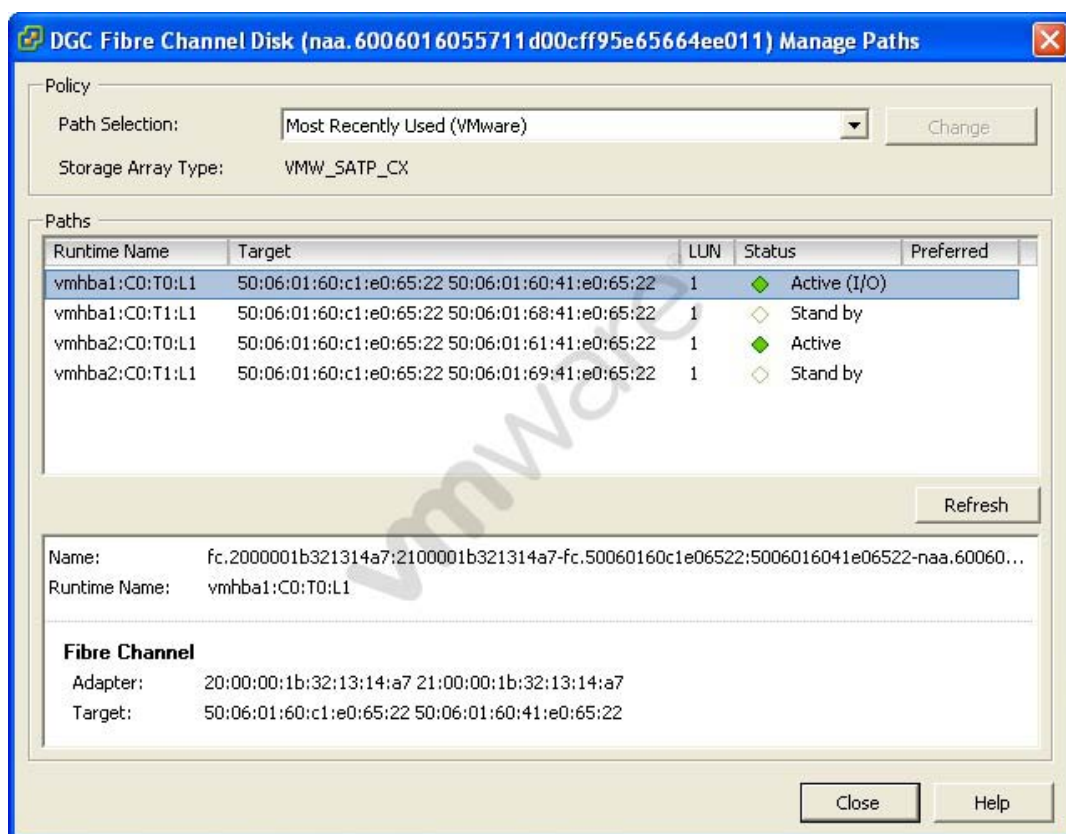 DGC Fibre Channel Disk (naa.6006016055711d00cff95e65664ee011) Manage Paths
Policy
Path Selection: Most Recently Used (VMware) Change
Storage Array Type: VMW_SATP_CX
Paths
Runtime Name Target LUN Status Preferred
vmhba1:C0:T0:L1 50:06:01:60:c1:e0:65:22 50:06:01:60:41:e0:65:22 1 Active (I/O)
vmhba1:C0:T1:L1 50:06:01:60:c1:e0:65:22 50:06:01:68:41:e0:65:22 1 Stand by
vmhba2:C0:T0:L1 50:06:01:60:c1:e0:65:22 50:06:01:61:41:e0:65:22 1 Active
vmhba2:C0:T1:L1 50:06:01:60:c1:e0:65:22 50:06:01:69:41:e0:65:22 1 Stand by
vmware®
Refresh
Name: fc.2000001b321314a7:2100001b321314a7-fc.50060160c1e06522:5006016041e06522-naa.60060...
Runtime Name: vmhba1:C0:T0:L1
Fibre Channel
Adapter: 20:00:00:1b:32:13:14:a7 21:00:00:1b:32:13:14:a7
Target: 50:06:01:60:c1:e0:65:22 50:06:01:60:41:e0:65:22
Close Help